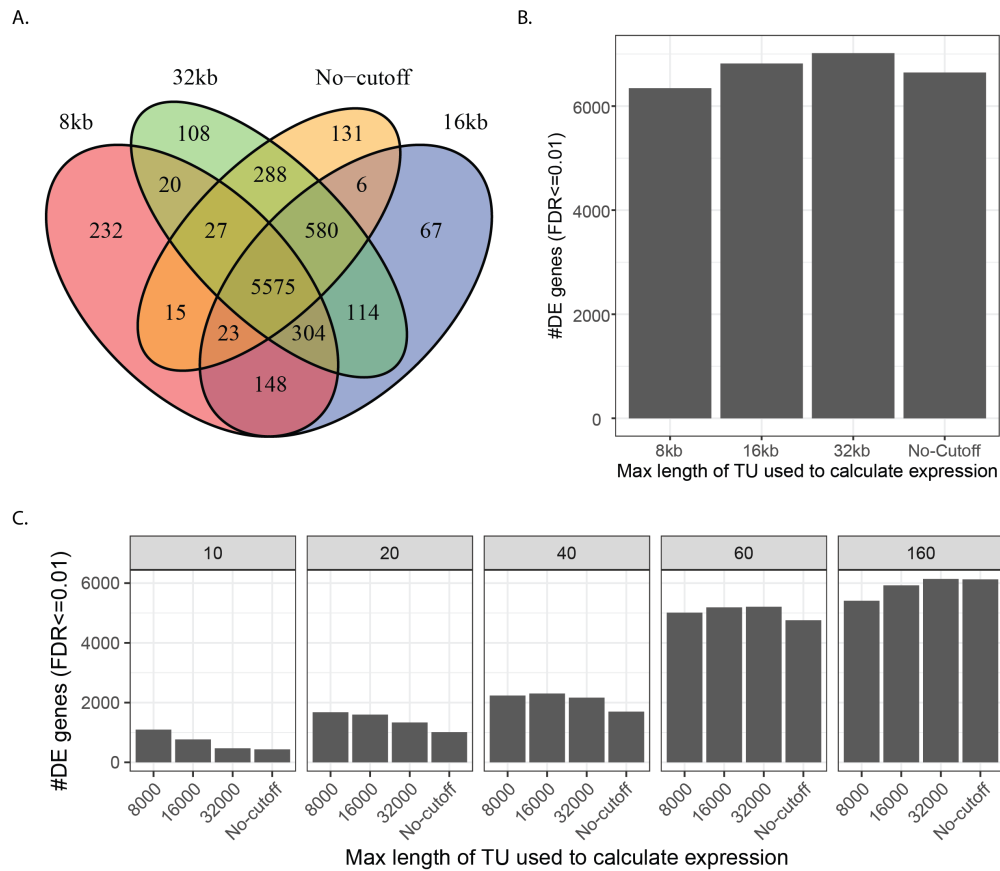 A.
32kb
No−cutoff
8kb
16kb
108
131
20
288
6
232
27
580
67
5575
15
114
23
304
148
B.
#DE genes (FDR<=0.01)
6000
4000
2000
0
8kb 16kb 32kb No-Cutoff
Max length of TU used to calculate expression
C.
10 20 40 60 160
#DE genes (FDR<=0.01)
6000
4000
2000
0
8000 16000 32000 No-cutoff 8000 16000 32000 No-cutoff 8000 16000 32000 No-cutoff 8000 16000 32000 No-cutoff 8000 16000 32000 No-cutoff
Max length of TU used to calculate expression